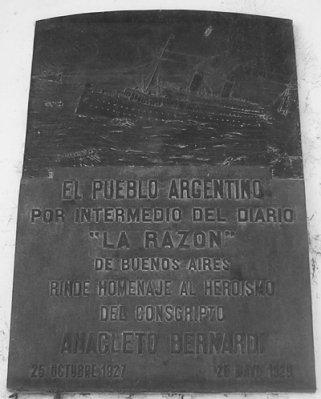 EL PUEBLO ARGENTINO
POR INTERMEDIO DEL DIARIO
"LA RAZON"
DE BUENOS AIRES
RINDE HOMENAJE AL HEROISMO
DEL CONSCRIPTO
ANACLETO BERNARDI
25 OCTUBRE 1927 MAYO